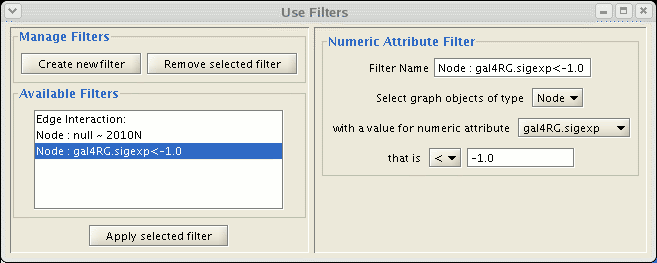 Use Filters
Manage Filters
Create new filter
Remove selected filter
Available Filters
Edge Interaction:
Node : null ~ 2010N
Node : gal4RG.sigexp<-1.0
Apply selected filter
Numeric Attribute Filter
Filter Name Node : gal4RG.sigexp<-1.0
Select graph objects of type Node
with a value for numeric attribute gal4RG.sigexp
that is < -1.0